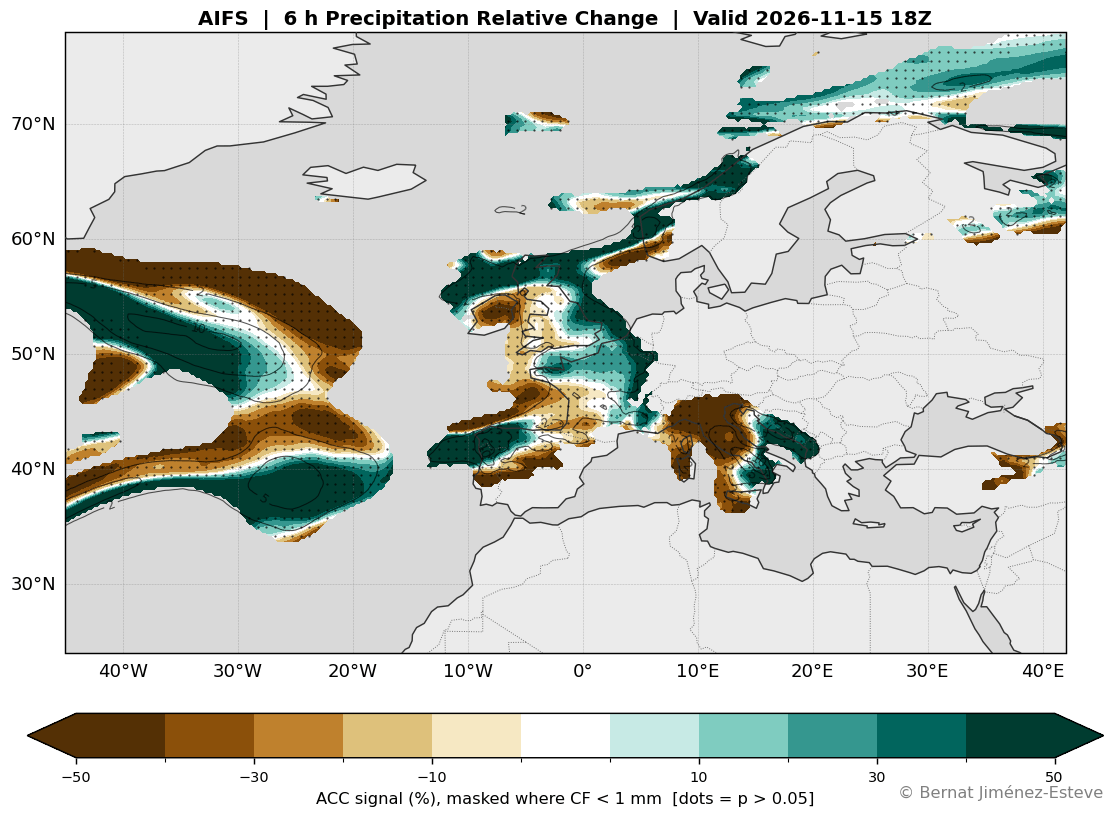 AIFS | 6 h Precipitation Relative Change | Valid 2026-11-15 18Z
70°N
60°N
50°N
40°N
30°N
40°W 30°W 20°W 10°W 0° 10°E 20°E 30°E 40°E
−50 −30 −10 10 30 50
ACC signal (%), masked where CF < 1 mm [dots = p > 0.05]
© Bernat Jiménez-Esteve